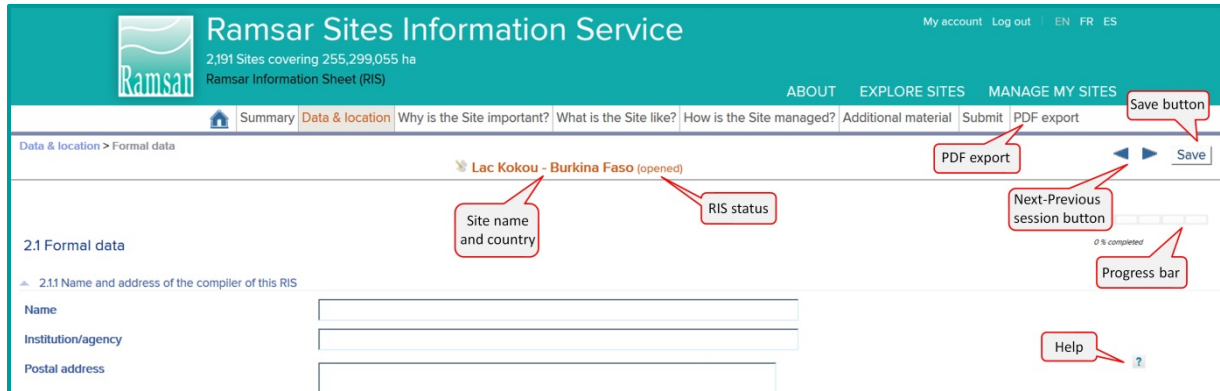 Ramsar
Ramsar Sites Information Service
2,191 Sites covering 255,299,055 ha
Ramsar Information Sheet (RIS)
My account Log out | EN FR ES
ABOUT EXPLORE SITES MANAGE MY SITES
Save button
Summary Data & location Why is the Site important? What is the Site like? How is the Site managed? Additional material Submit PDF export
Data & location > Formal data
PDF export
Save
Lac Kokou - Burkina Faso (opened)
Site name
and country
RIS status
Next-Previous
session button
2.1 Formal data
0 % completed
Progress bar
2.1.1 Name and address of the compiler of this RIS
Name
Institution/agency
Postal address
Help
?